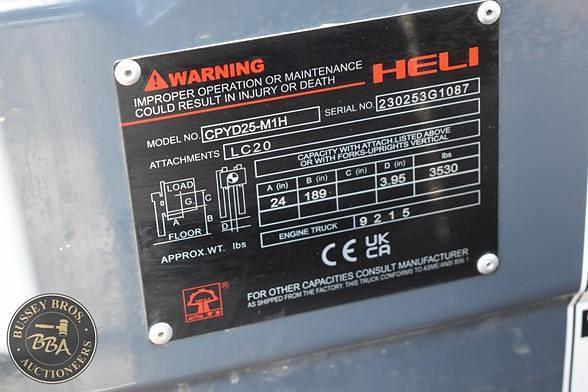 WARNING
HELI
IMPROPER OPERATION OR MAINTENANCE
COULD RESULT IN INJURY OR DEATH
MODEL NO. CPYD25-M1H SERIAL NO. 230253G1087
ATTACHMENTS LC20
CAPACITY WITH ATTACH.LISTED ABOVE
OR WITH FORKS-UPRIGHTS VERTICAL
A (in) B (in) C (in) D (in) lbs
24 189 3.95 3530
LOAD
G
C
B
A
D
FLOOR
ENGINE TRUCK 9215
APPROX.WT. lbs
CE UK
CA
®
FOR OTHER CAPACITIES CONSULT MANUFACTURER
AS SHIPPED FROM THE FACTORY. THIS TRUCK CONFORMS TO ASME/ANSI B56.1
BUSSEY BROS.
BBA
AUCTIONEERS